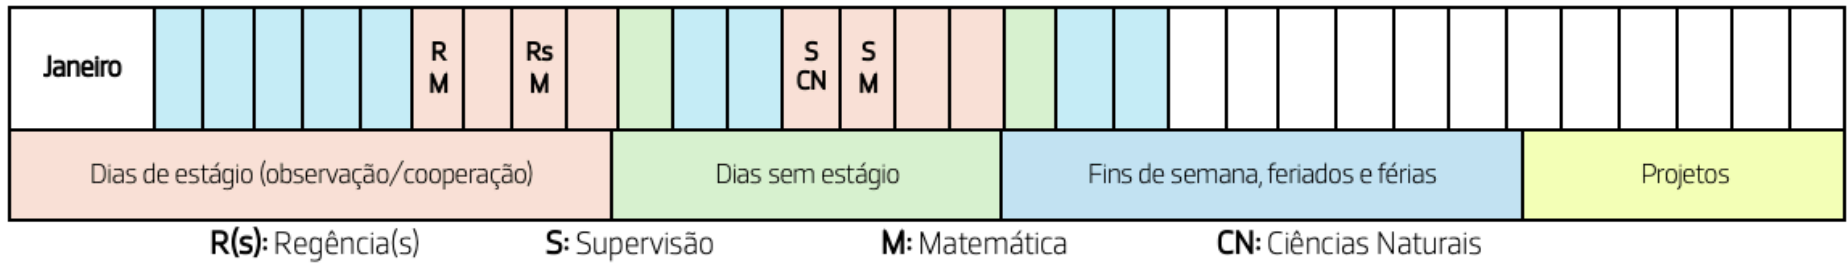 Janeiro R M Rs M S CN S M
Dias de estágio (observação/cooperação) Dias sem estágio Fins de semana, feriados e férias Projetos
R(s): Regência(s) S: Supervisão M: Matemática CN: Ciências Naturais